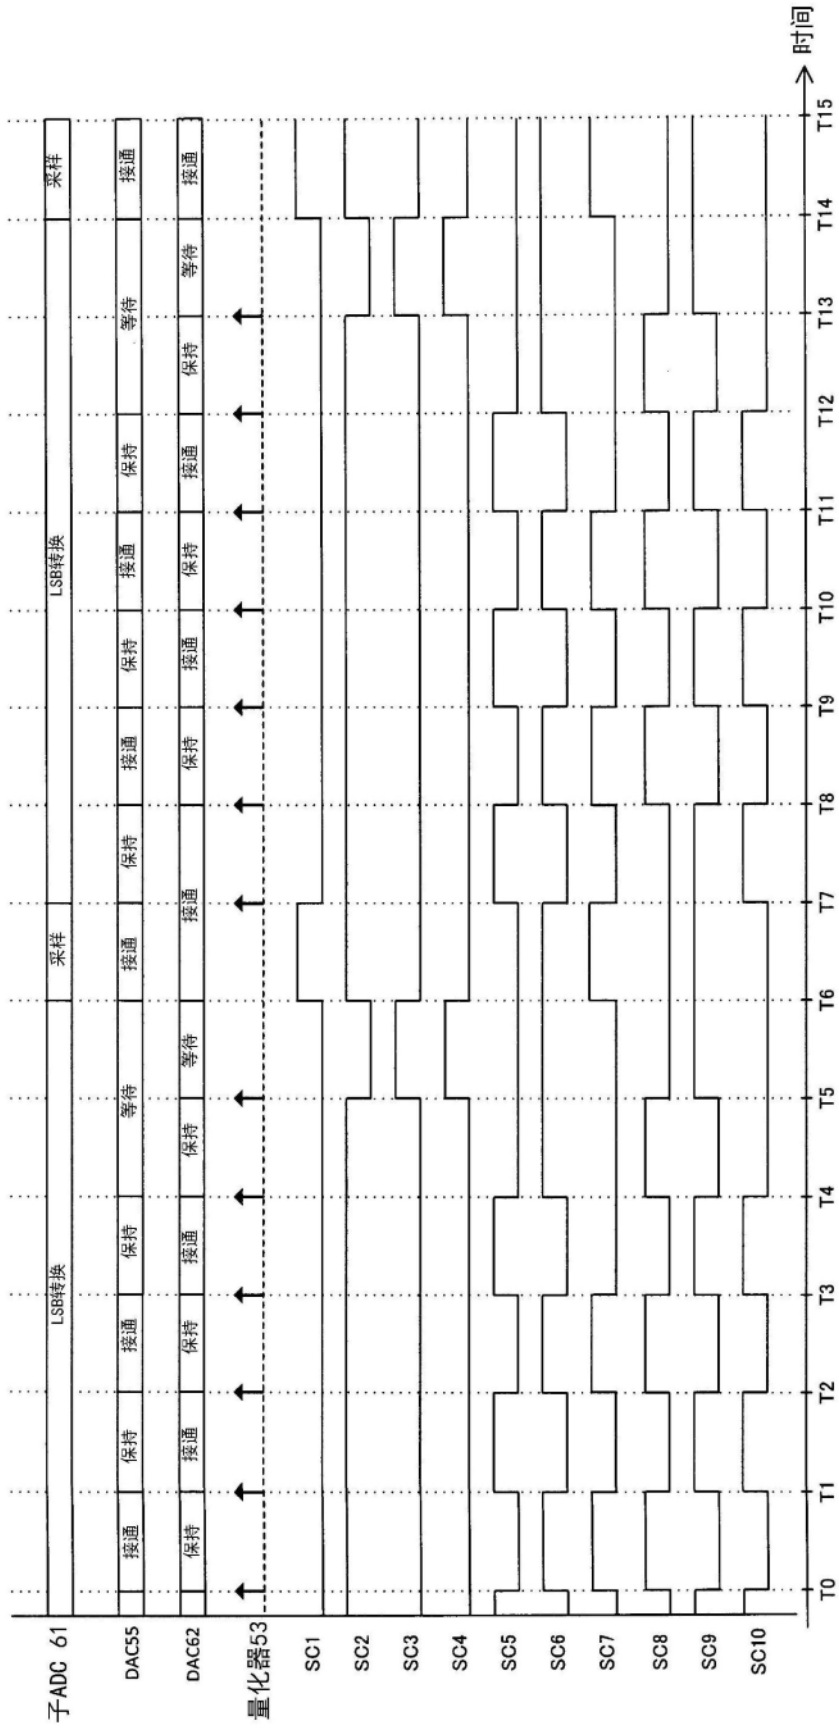 子ADC 61 LSB转换 采样 LSB转换 采样
DAC55 接通 保持 接通 保持 等待 接通 保持 接通 保持 接通 保持 等待 接通
DAC62 保持 接通 保持 接通 保持 等待 接通 保持 接通 保持 接通 保持 等待 接通
量化器53
SC1
SC2
SC3
SC4
SC5
SC6
SC7
SC8
SC9
SC10
T0 T1 T2 T3 T4 T5 T6 T7 T8 T9 T10 T11 T12 T13 T14 T15
时间